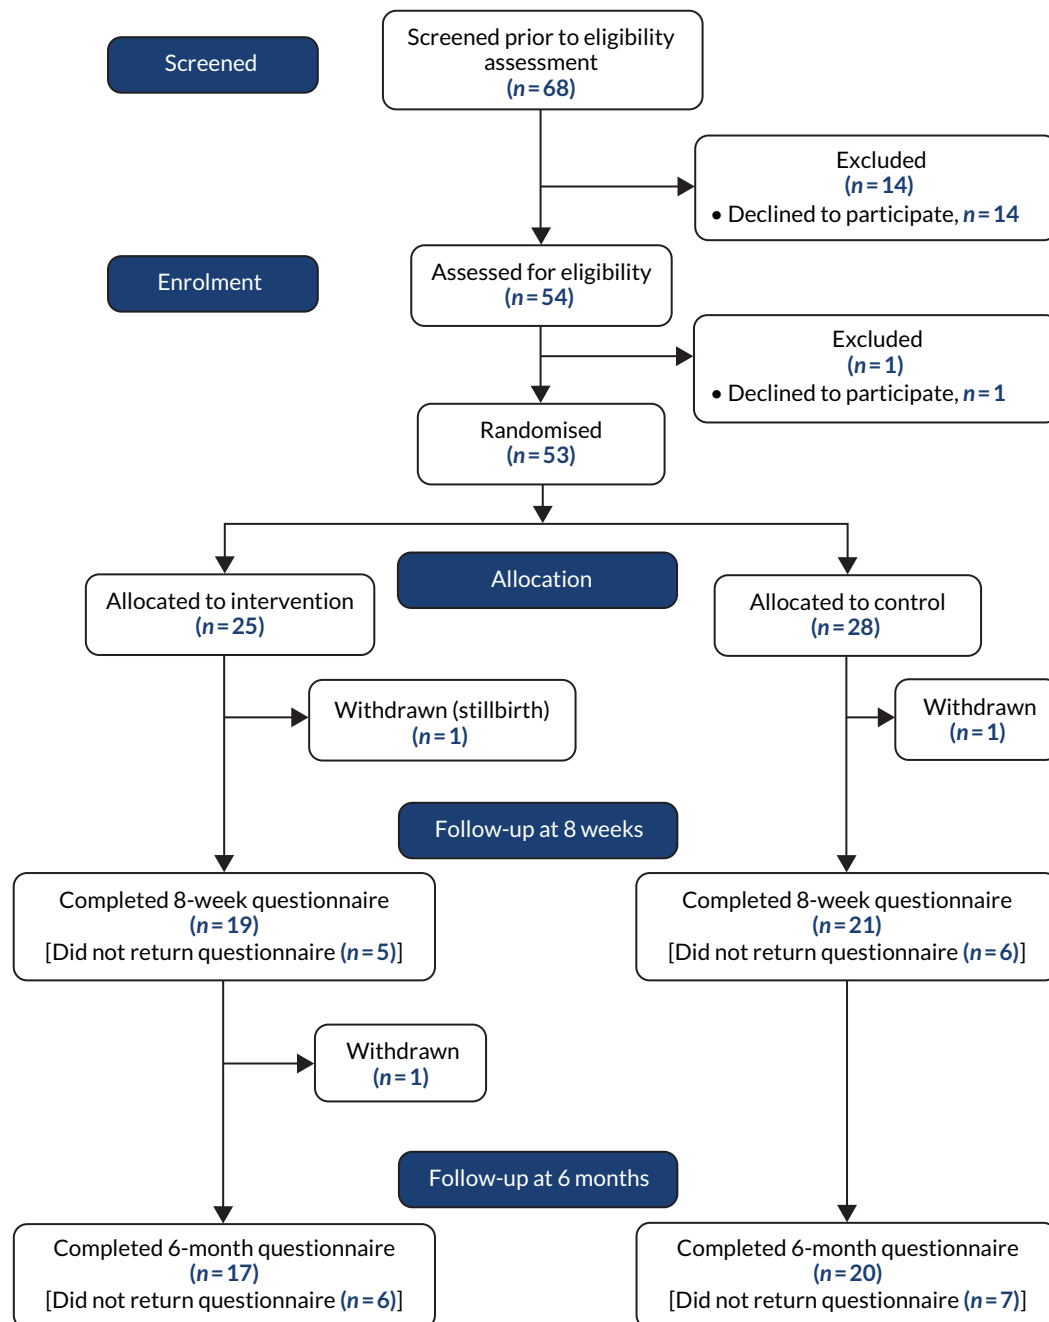 Screened
Screened prior to eligibility
assessment
(n=68)
Excluded
(n=14)
• Declined to participate, n=14
Enrolment
Assessed for eligibility
(n=54)
Excluded
(n=1)
• Declined to participate, n=1
Randomised
(n=53)
Allocation
Allocated to intervention
(n=25)
Allocated to control
(n=28)
Withdrawn (stillbirth)
(n=1)
Withdrawn
(n=1)
Follow-up at 8 weeks
Completed 8-week questionnaire
(n=19)
[Did not return questionnaire (n=5)]
Completed 8-week questionnaire
(n=21)
[Did not return questionnaire (n=6)]
Withdrawn
(n=1)
Follow-up at 6 months
Completed 6-month questionnaire
(n=17)
[Did not return questionnaire (n=6)]
Completed 6-month questionnaire
(n=20)
[Did not return questionnaire (n=7)]